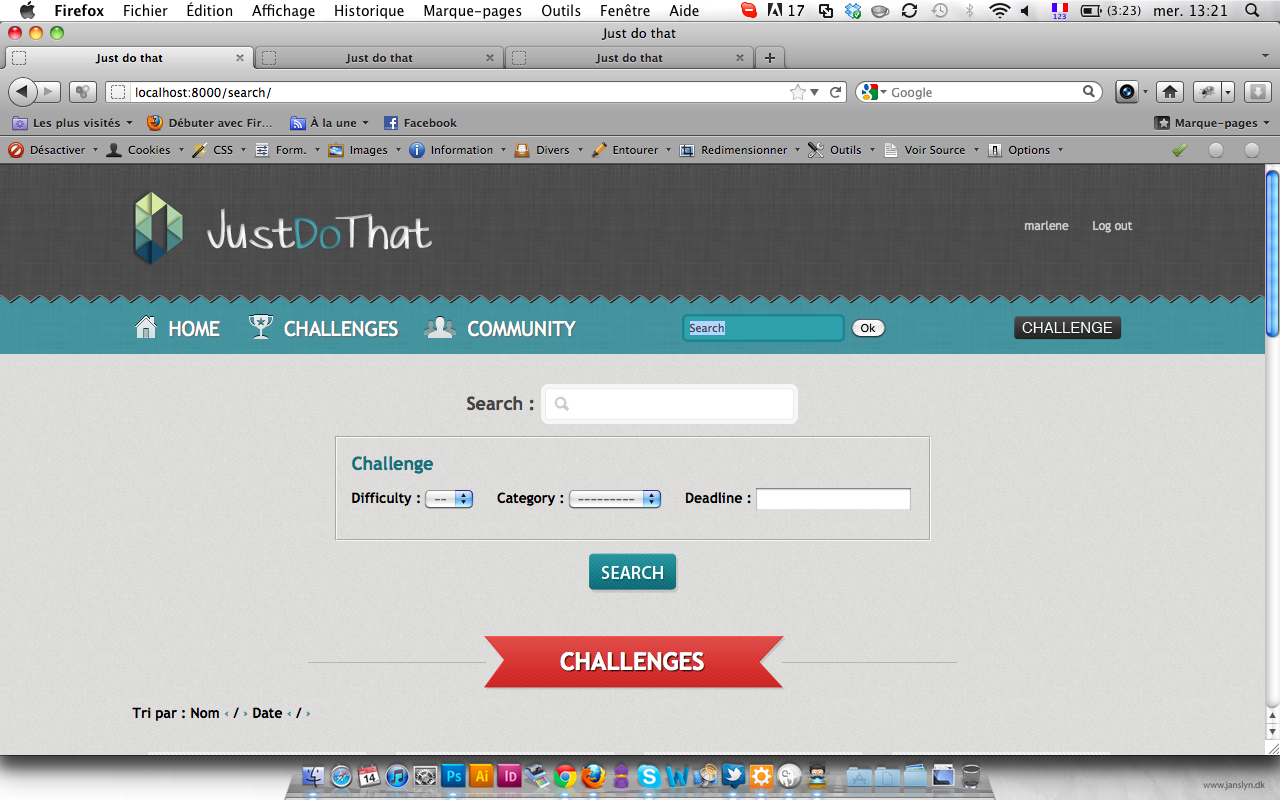 Firefox Fichier Édition Affichage Historique Marque-pages Outils Fenêtre Aide 17 123 (3:23) mer. 13:21
Just do that
Just do that Just do that Just do that
localhost:8000/search/ Google
Les plus visités Débuter avec Fir... À la une Facebook Marque-pages
Désactiver Cookies CSS Form. Images Information Divers Entourer Redimensionner Outils Voir Source Options
JustDoThat
marlene Log out
HOME CHALLENGES COMMUNITY Search Ok CHALLENGE
Search :
Challenge
Difficulty : -- Category : --------- Deadline :
SEARCH
CHALLENGES
Tri par : Nom ‹ / › Date ‹ / ›
14 Ps Ai Id
www.janslyn.dk